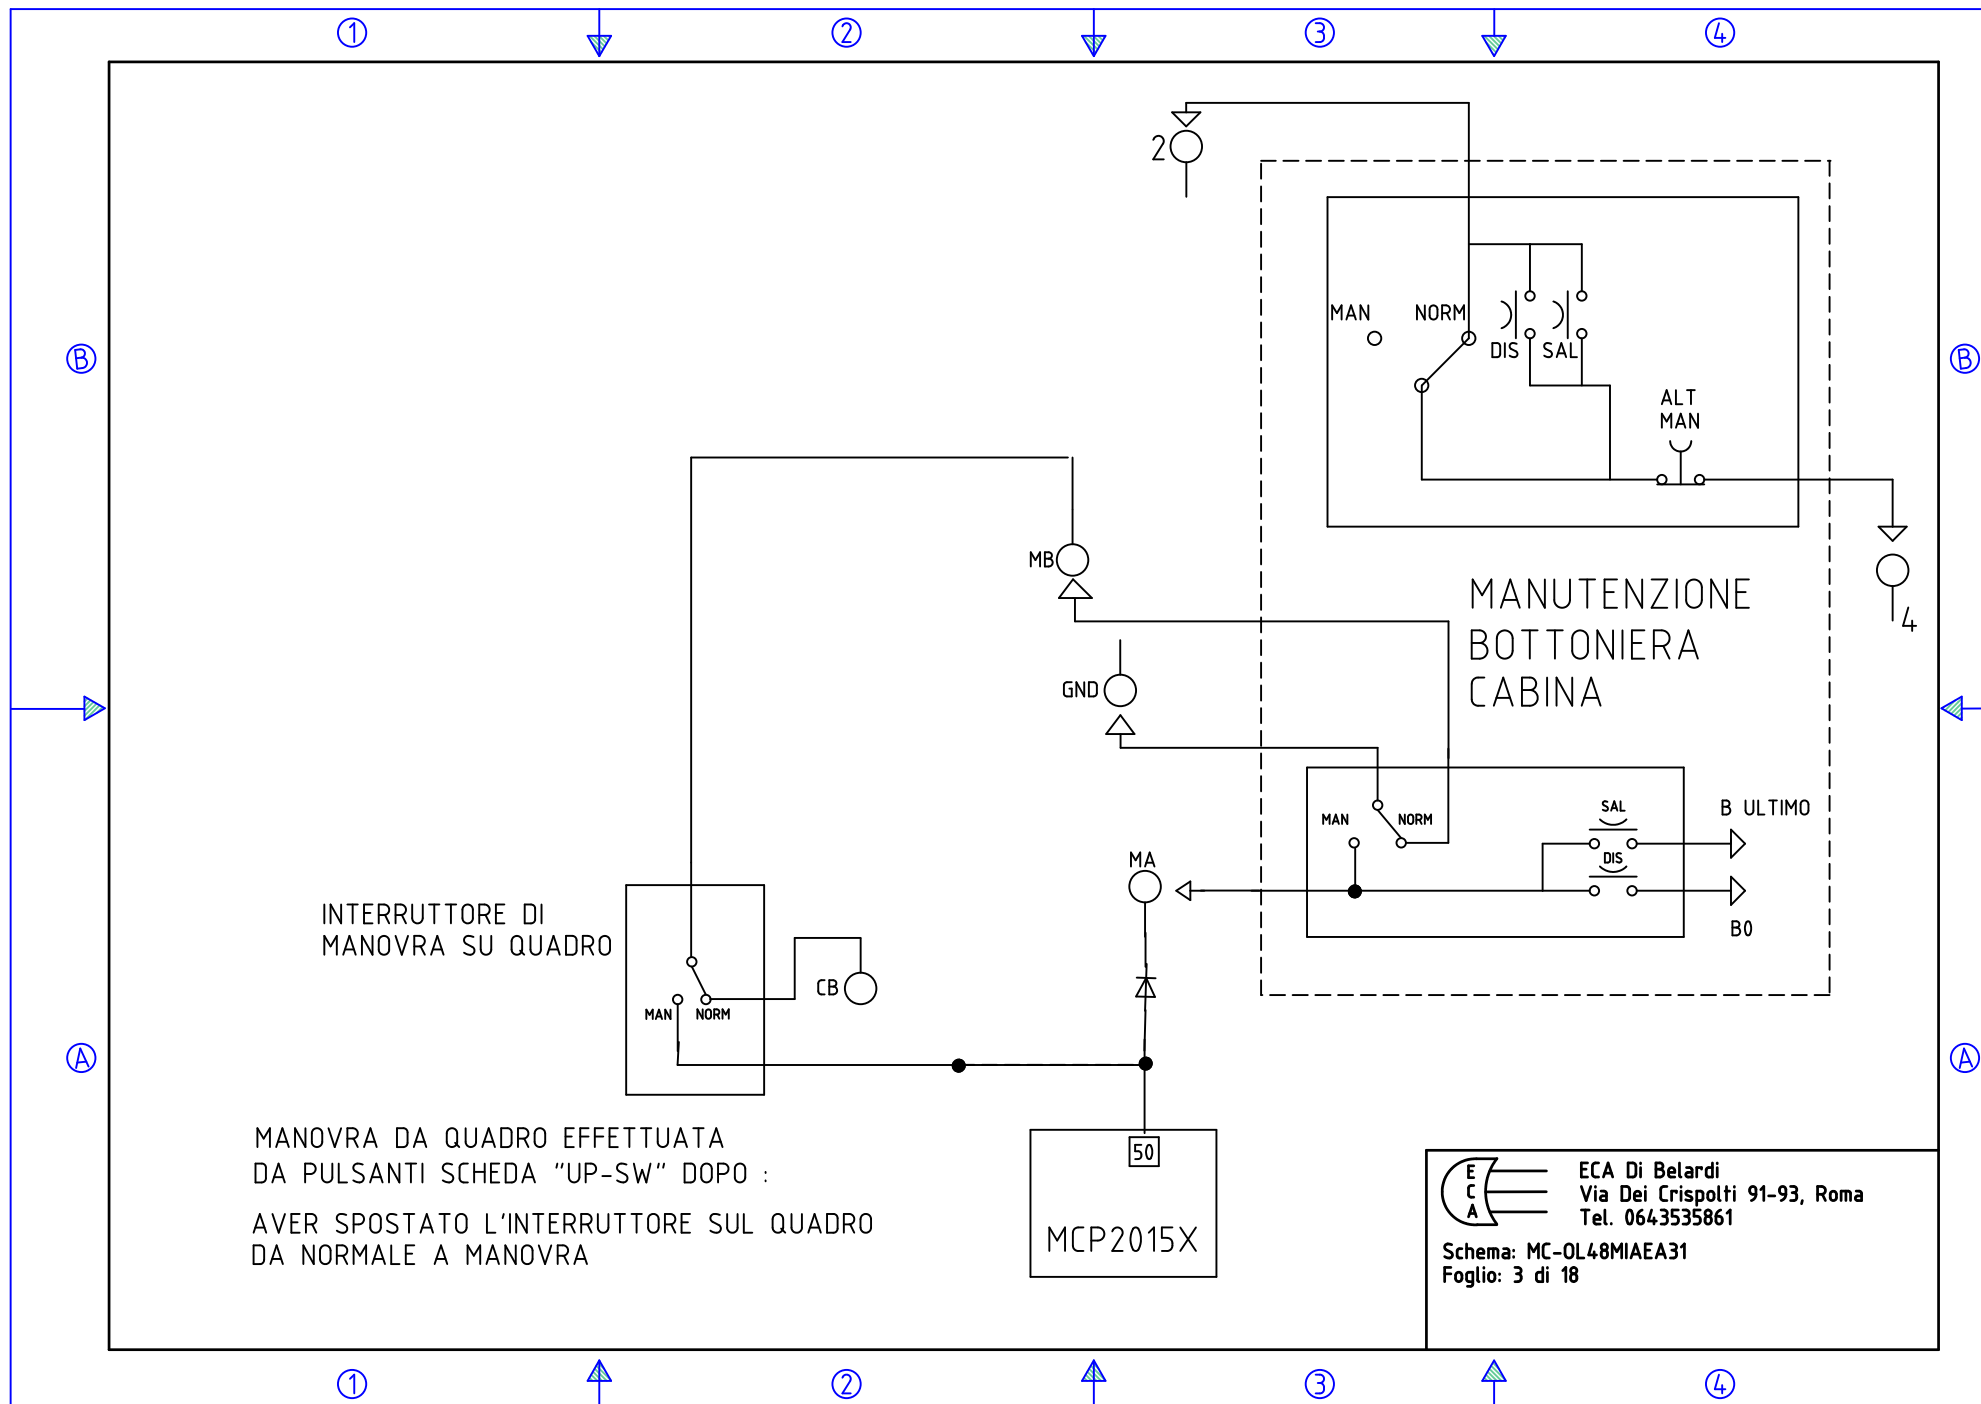 1 2 3 4
2
MAN NORM
DIS SAL
B B
ALT
MAN
MB
4
MANUTENZIONE
BOTTONIERA
CABINA
GND
SAL
B ULTIMO
MAN NORM
DIS
MA
B0
INTERRUTTORE DI
MANOVRA SU QUADRO
CB
MAN NORM
A A
MANOVRA DA QUADRO EFFETTUATA
DA PULSANTI SCHEDA "UP-SW" DOPO :
AVER SPOSTATO L'INTERRUTTORE SUL QUADRO
DA NORMALE A MANOVRA
50
MCP2015X
E
C
A
ECA Di Belardi
Via Dei Crispolti 91-93, Roma
Tel. 0643535861
Schema: MC-OL48MIAEA31
Foglio: 3 di 18
1 2 3 4